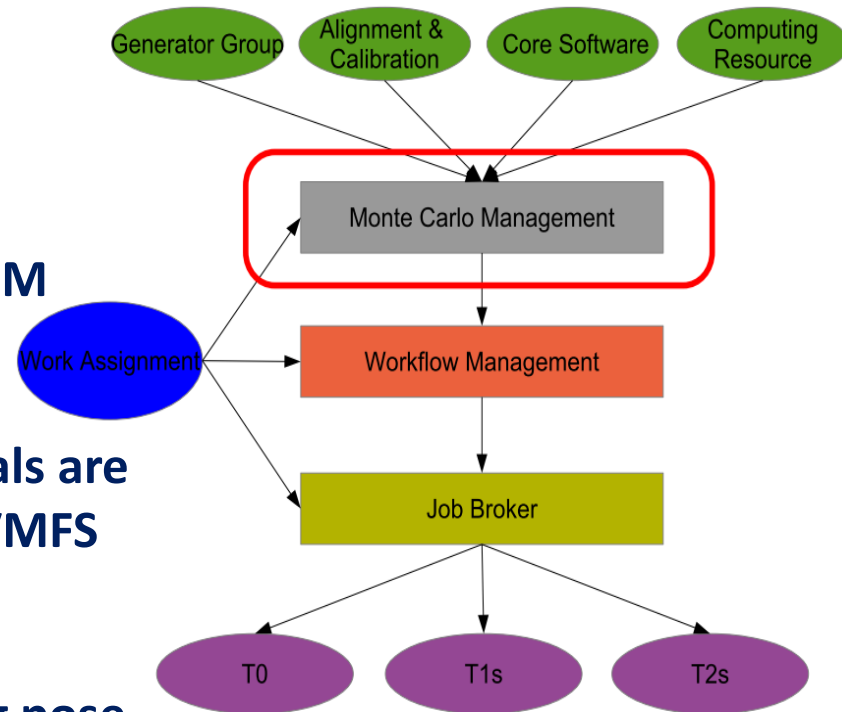 Generator Group
Alignment &
Calibration
Core Software
Computing
Resource
Monte Carlo Management
M
Work Assignment
Workflow Management
als are
Job Broker
MFS
T0
T1s
T2s